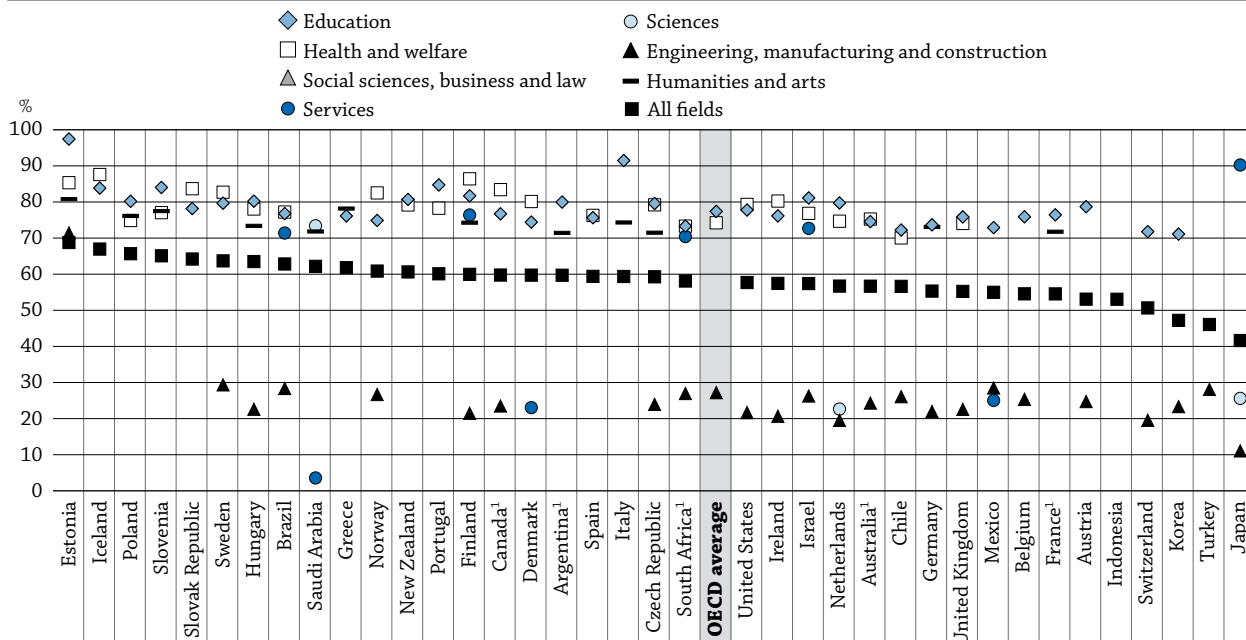 Education
Sciences
Health and welfare
Engineering, manufacturing and construction
Social sciences, business and law
Humanities and arts
Services
All fields
%
100
90
80
70
60
50
40
30
20
10
0
Estonia
Iceland
Poland
Slovenia
Slovak Republic
Sweden
Hungary
Brazil
Saudi Arabia
Greece
Norway
New Zealand
Portugal
Finland
Canada¹
Denmark
Argentina¹
Spain
Italy
Czech Republic
South Africa¹
OECD average
United States
Ireland
Israel
Netherlands
Australia¹
Chile
Germany
United Kingdom
Mexico
Belgium
France¹
Austria
Indonesia
Switzerland
Korea
Turkey
Japan